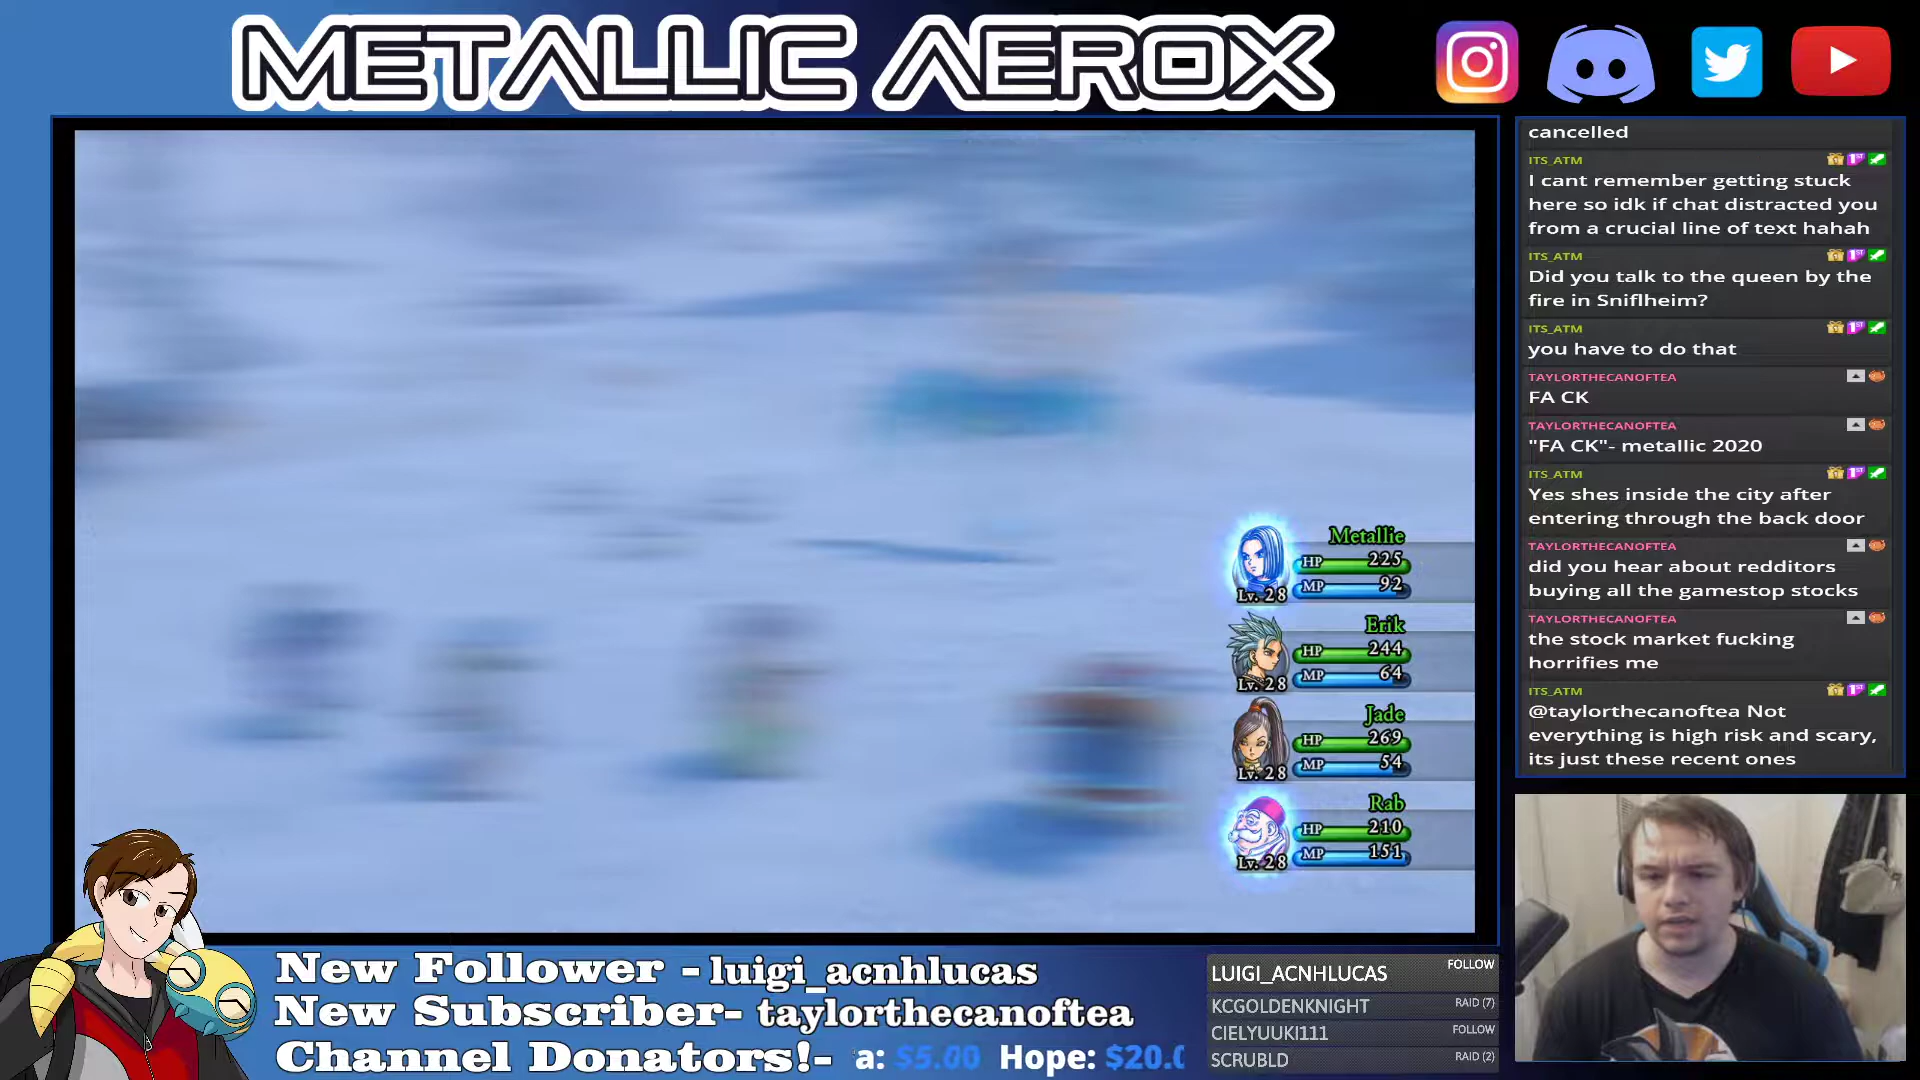 METALLIC AEROX
cancelled
ITS_ATM
I cant remember getting stuck
here so idk if chat distracted you
from a crucial line of text hahah
ITS_ATM
Did you talk to the queen by the
fire in Sniflheim?
ITS_ATM
you have to do that
TAYLORTHECANOFTEA
FA CK
TAYLORTHECANOFTEA
"FA CK"- metallic 2020
ITS_ATM
Yes shes inside the city after
entering through the back door
TAYLORTHECANOFTEA
did you hear about redditors
buying all the gamestop stocks
TAYLORTHECANOFTEA
the stock market fucking
horrifies me
ITS_ATM
@taylorthecanoftea Not
everything is high risk and scary,
its just these recent ones
Metallie
HP 225
MP 92
Lv. 28
Erik
HP 244
MP 64
Lv. 28
Jade
HP 269
MP 54
Lv. 28
Rab
HP 210
MP 151
Lv. 28
New Follower - luigi_acnhlucas
New Subscriber- taylorthecanoftea
Channel Donators!- a: $5.00 Hope: $20.0
LUIGI_ACNHLUCAS FOLLOW
KCGOLDENKNIGHT RAID (7)
CIELYUUKI111 FOLLOW
SCRUBLD RAID (2)